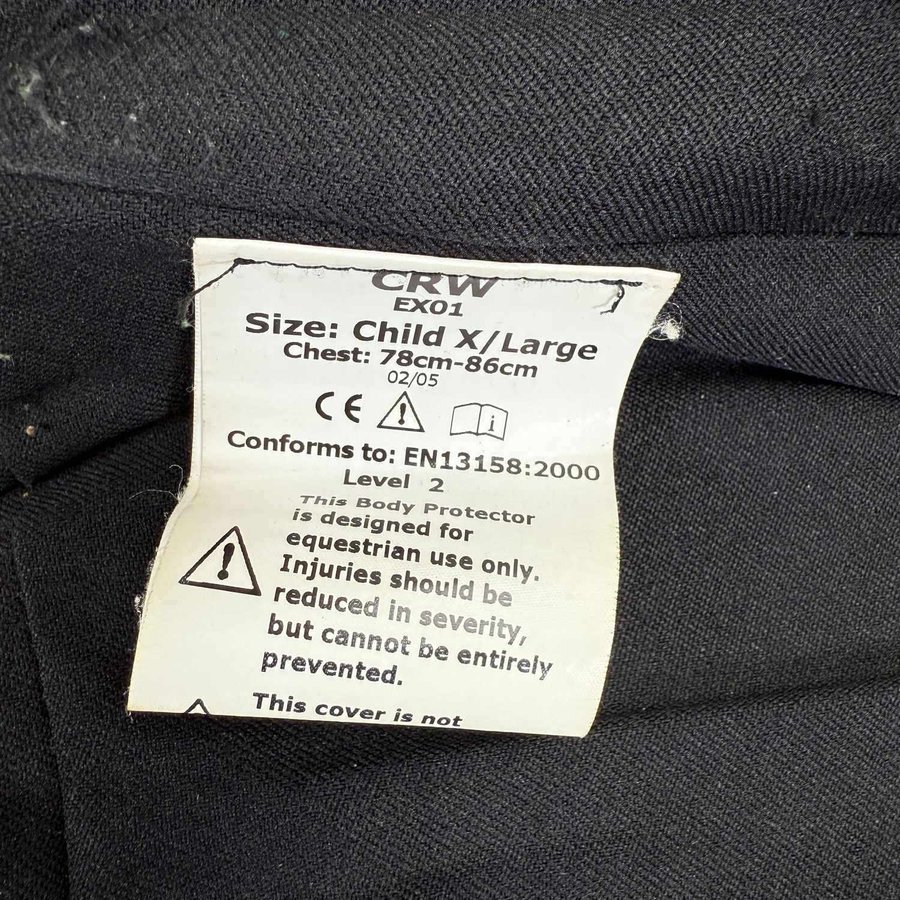 CRW
EX01
Size: Child X/Large
Chest: 78cm-86cm
02/05
CE
Conforms to: EN13158:2000
Level 2
This Body Protector
is designed for
equestrian use only.
Injuries should be
reduced in severity,
but cannot be entirely
prevented.
This cover is not